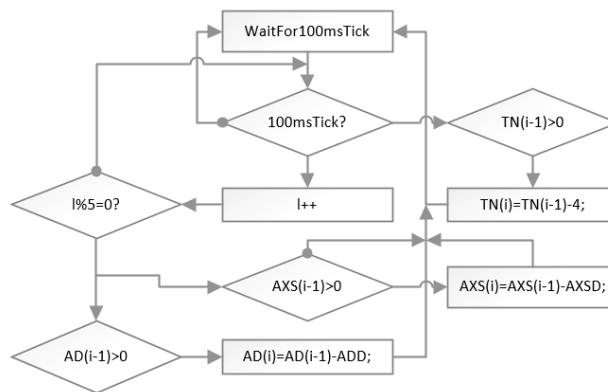 WaitFor100msTick
100msTick?
TN(i-1)>0
I%5=0?
I++
TN(i)=TN(i-1)-4;
AXS(i-1)>0
AXS(i)=AXS(i-1)-AXSD;
AD(i-1)>0
AD(i)=AD(i-1)-ADD;